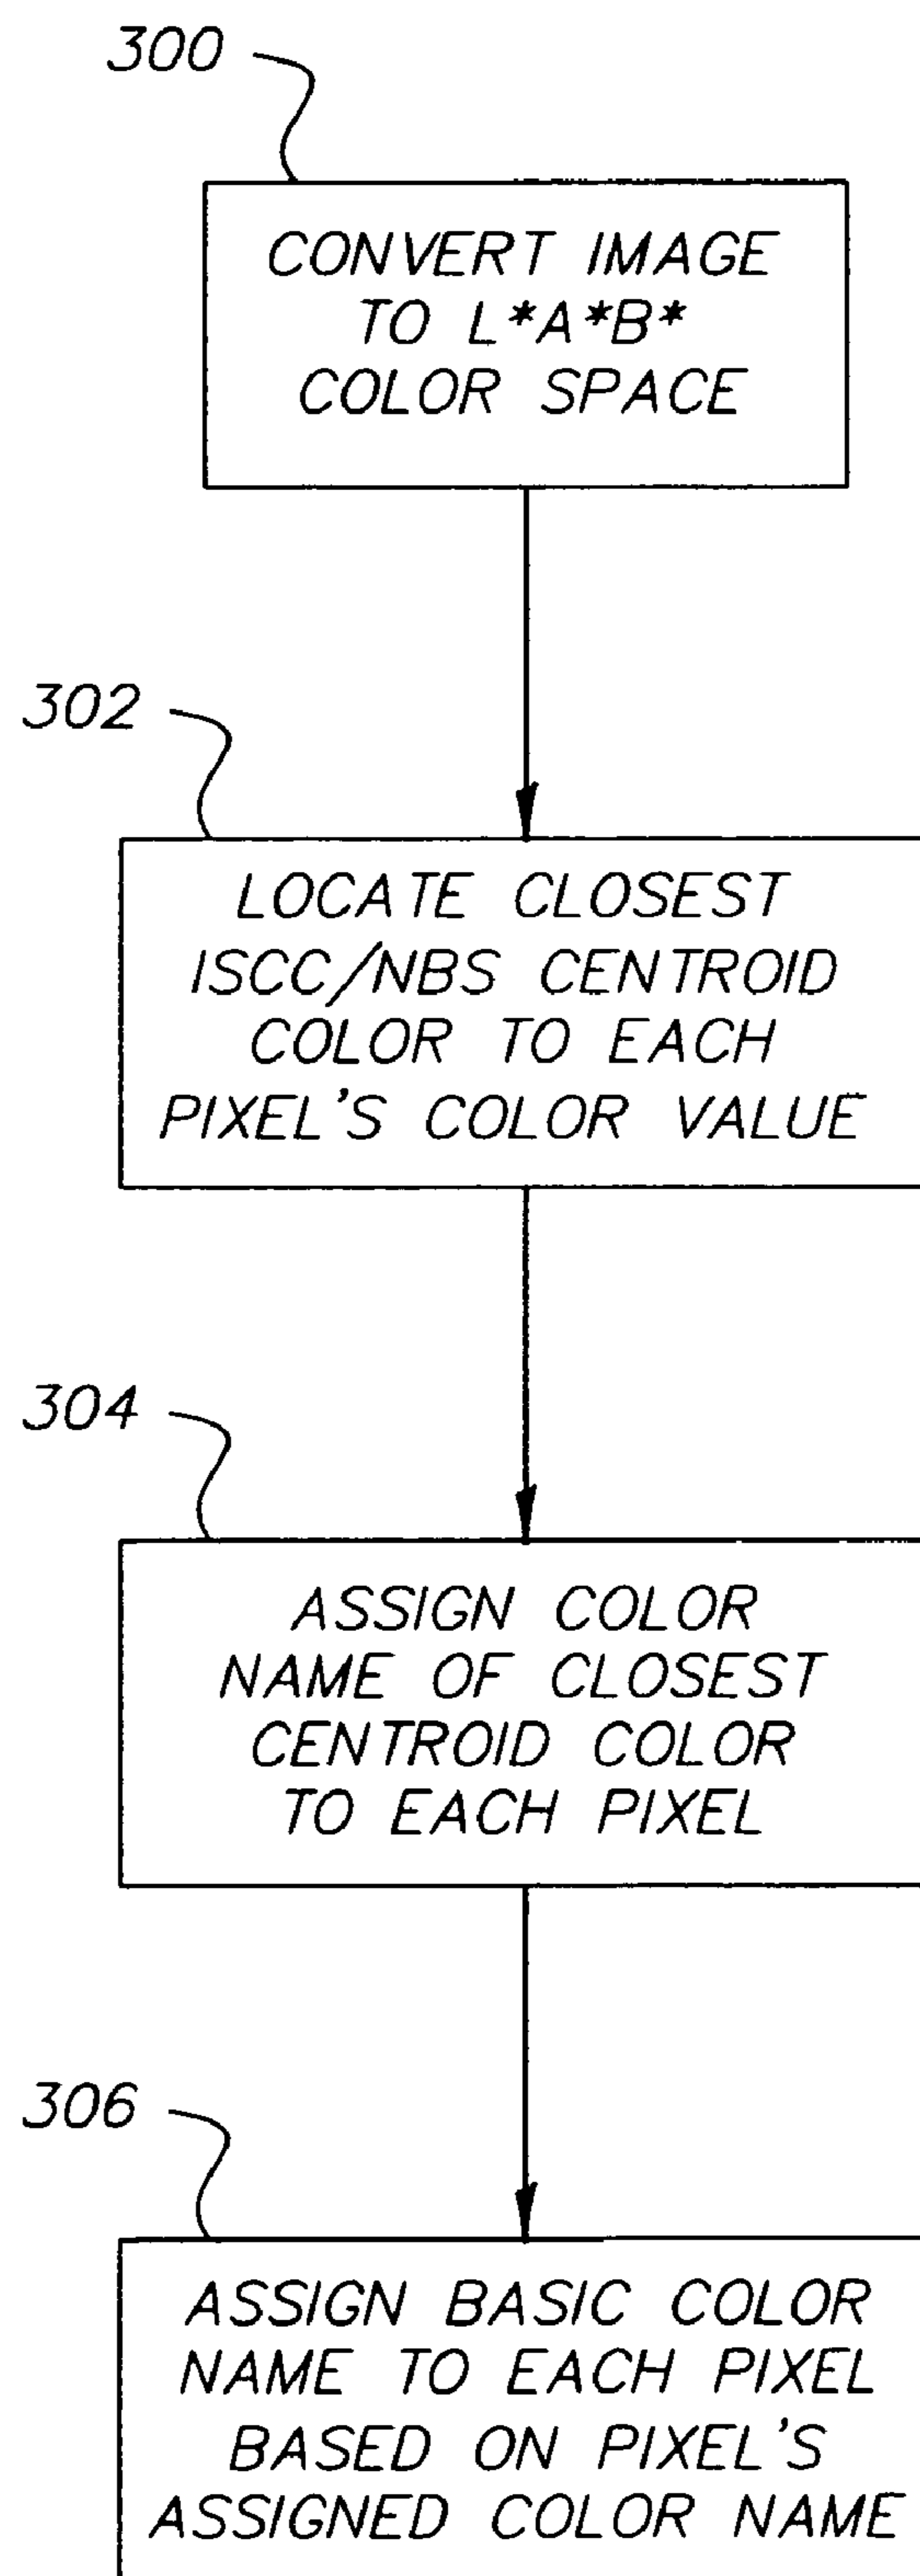 300
CONVERT IMAGE
TO L*A*B*
COLOR SPACE
302
LOCATE CLOSEST
ISCC/NBS CENTROID
COLOR TO EACH
PIXEL'S COLOR VALUE
304
ASSIGN COLOR
NAME OF CLOSEST
CENTROID COLOR
TO EACH PIXEL
306
ASSIGN BASIC COLOR
NAME TO EACH PIXEL
BASED ON PIXEL'S
ASSIGNED COLOR NAME